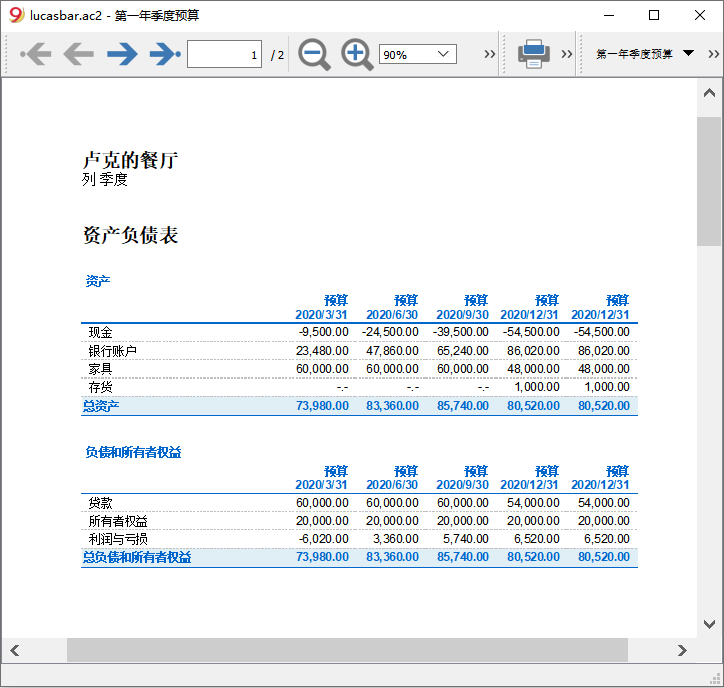 lucasbar.ac2 - 第一年季度预算
1 / 2 90% 第一年季度预算
卢克的餐厅
列 季度
资产负债表
资产
预算 预算 预算 预算 预算
2020/3/31 2020/6/30 2020/9/30 2020/12/31 2020/12/31
现金 -9,500.00 -24,500.00 -39,500.00 -54,500.00 -54,500.00
银行账户 23,480.00 47,860.00 65,240.00 86,020.00 86,020.00
家具 60,000.00 60,000.00 60,000.00 48,000.00 48,000.00
存货 -.- -.- -.- 1,000.00 1,000.00
总资产 73,980.00 83,360.00 85,740.00 80,520.00 80,520.00
负债和所有者权益
预算 预算 预算 预算 预算
2020/3/31 2020/6/30 2020/9/30 2020/12/31 2020/12/31
贷款 60,000.00 60,000.00 60,000.00 54,000.00 54,000.00
所有者权益 20,000.00 20,000.00 20,000.00 20,000.00 20,000.00
利润与亏损 -6,020.00 3,360.00 5,740.00 6,520.00 6,520.00
总负债和所有者权益 73,980.00 83,360.00 85,740.00 80,520.00 80,520.00